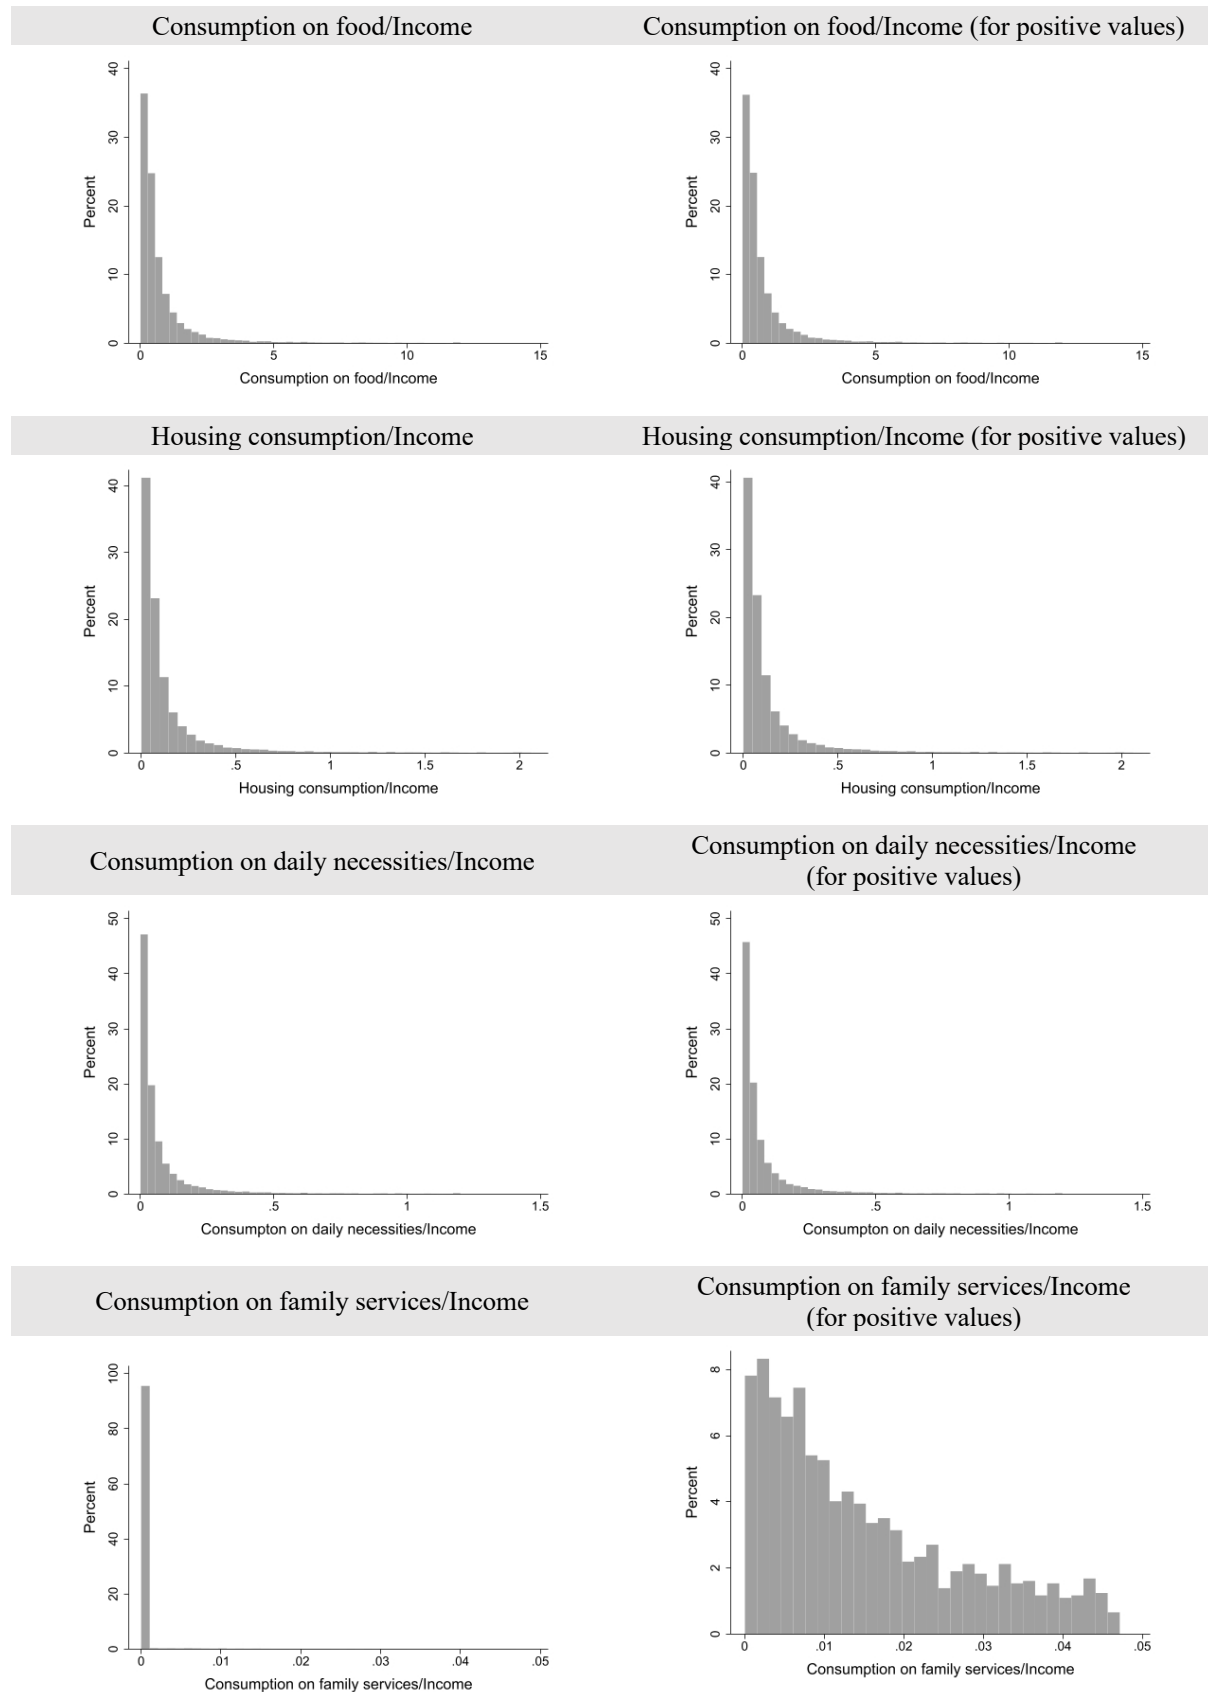 Consumption on food/Income
Consumption on food/Income (for positive values)
40
30
20
10
0
Percent
0 5 10 15
Consumption on food/Income
40
30
20
10
0
Percent
0 5 10 15
Consumption on food/Income
Housing consumption/Income
Housing consumption/Income (for positive values)
40
30
20
10
0
Percent
0 .5 1 1.5 2
Housing consumption/Income
40
30
20
10
0
Percent
0 .5 1 1.5 2
Housing consumption/Income
Consumption on daily necessities/Income
Consumption on daily necessities/Income
(for positive values)
50
40
30
20
10
0
Percent
0 .5 1 1.5
Consumpton on daily necessities/Income
50
40
30
20
10
0
Percent
0 .5 1 1.5
Consumpton on daily necessities/Income
Consumption on family services/Income
Consumption on family services/Income
(for positive values)
100
80
60
40
20
0
Percent
0 .01 .02 .03 .04 .05
Consumption on family services/Income
8
6
4
2
0
Percent
0 .01 .02 .03 .04 .05
Consumption on family services/Income